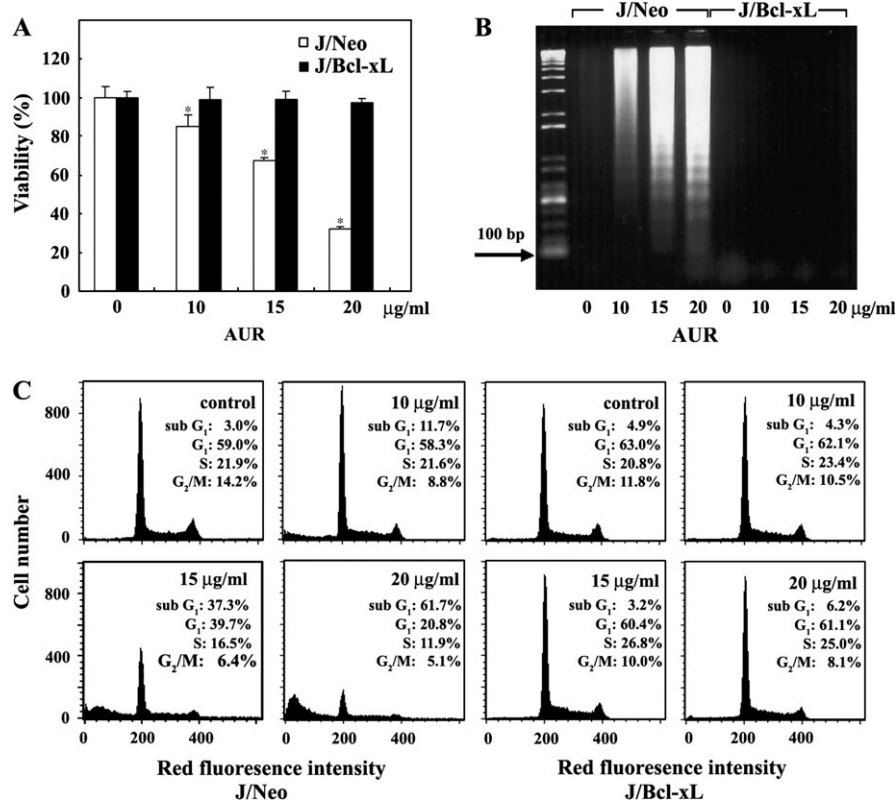 A
J/Neo
J/Bcl-xL
Viability (%)
120
100
80
60
40
20
0
*
*
*
0 10 15 20 µg/ml
AUR
B
J/Neo J/Bcl-xL
100 bp
0 10 15 20 0 10 15 20 µg/ml
AUR
C
Cell number
800
400
0
control
sub G1: 3.0%
G1: 59.0%
S: 21.9%
G2/M: 14.2%
10 µg/ml
sub G1: 11.7%
G1: 58.3%
S: 21.6%
G2/M: 8.8%
control
sub G1: 4.9%
G1: 63.0%
S: 20.8%
G2/M: 11.8%
10 µg/ml
sub G1: 4.3%
G1: 62.1%
S: 23.4%
G2/M: 10.5%
800
400
0
15 µg/ml
sub G1: 37.3%
G1: 39.7%
S: 16.5%
G2/M: 6.4%
20 µg/ml
sub G1: 61.7%
G1: 20.8%
S: 11.9%
G2/M: 5.1%
15 µg/ml
sub G1: 3.2%
G1: 60.4%
S: 26.8%
G2/M: 10.0%
20 µg/ml
sub G1: 6.2%
G1: 61.1%
S: 25.0%
G2/M: 8.1%
0 200 400 0 200 400 0 200 400 0 200 400
Red fluoresence intensity
J/Neo
Red fluoresence intensity
J/Bcl-xL